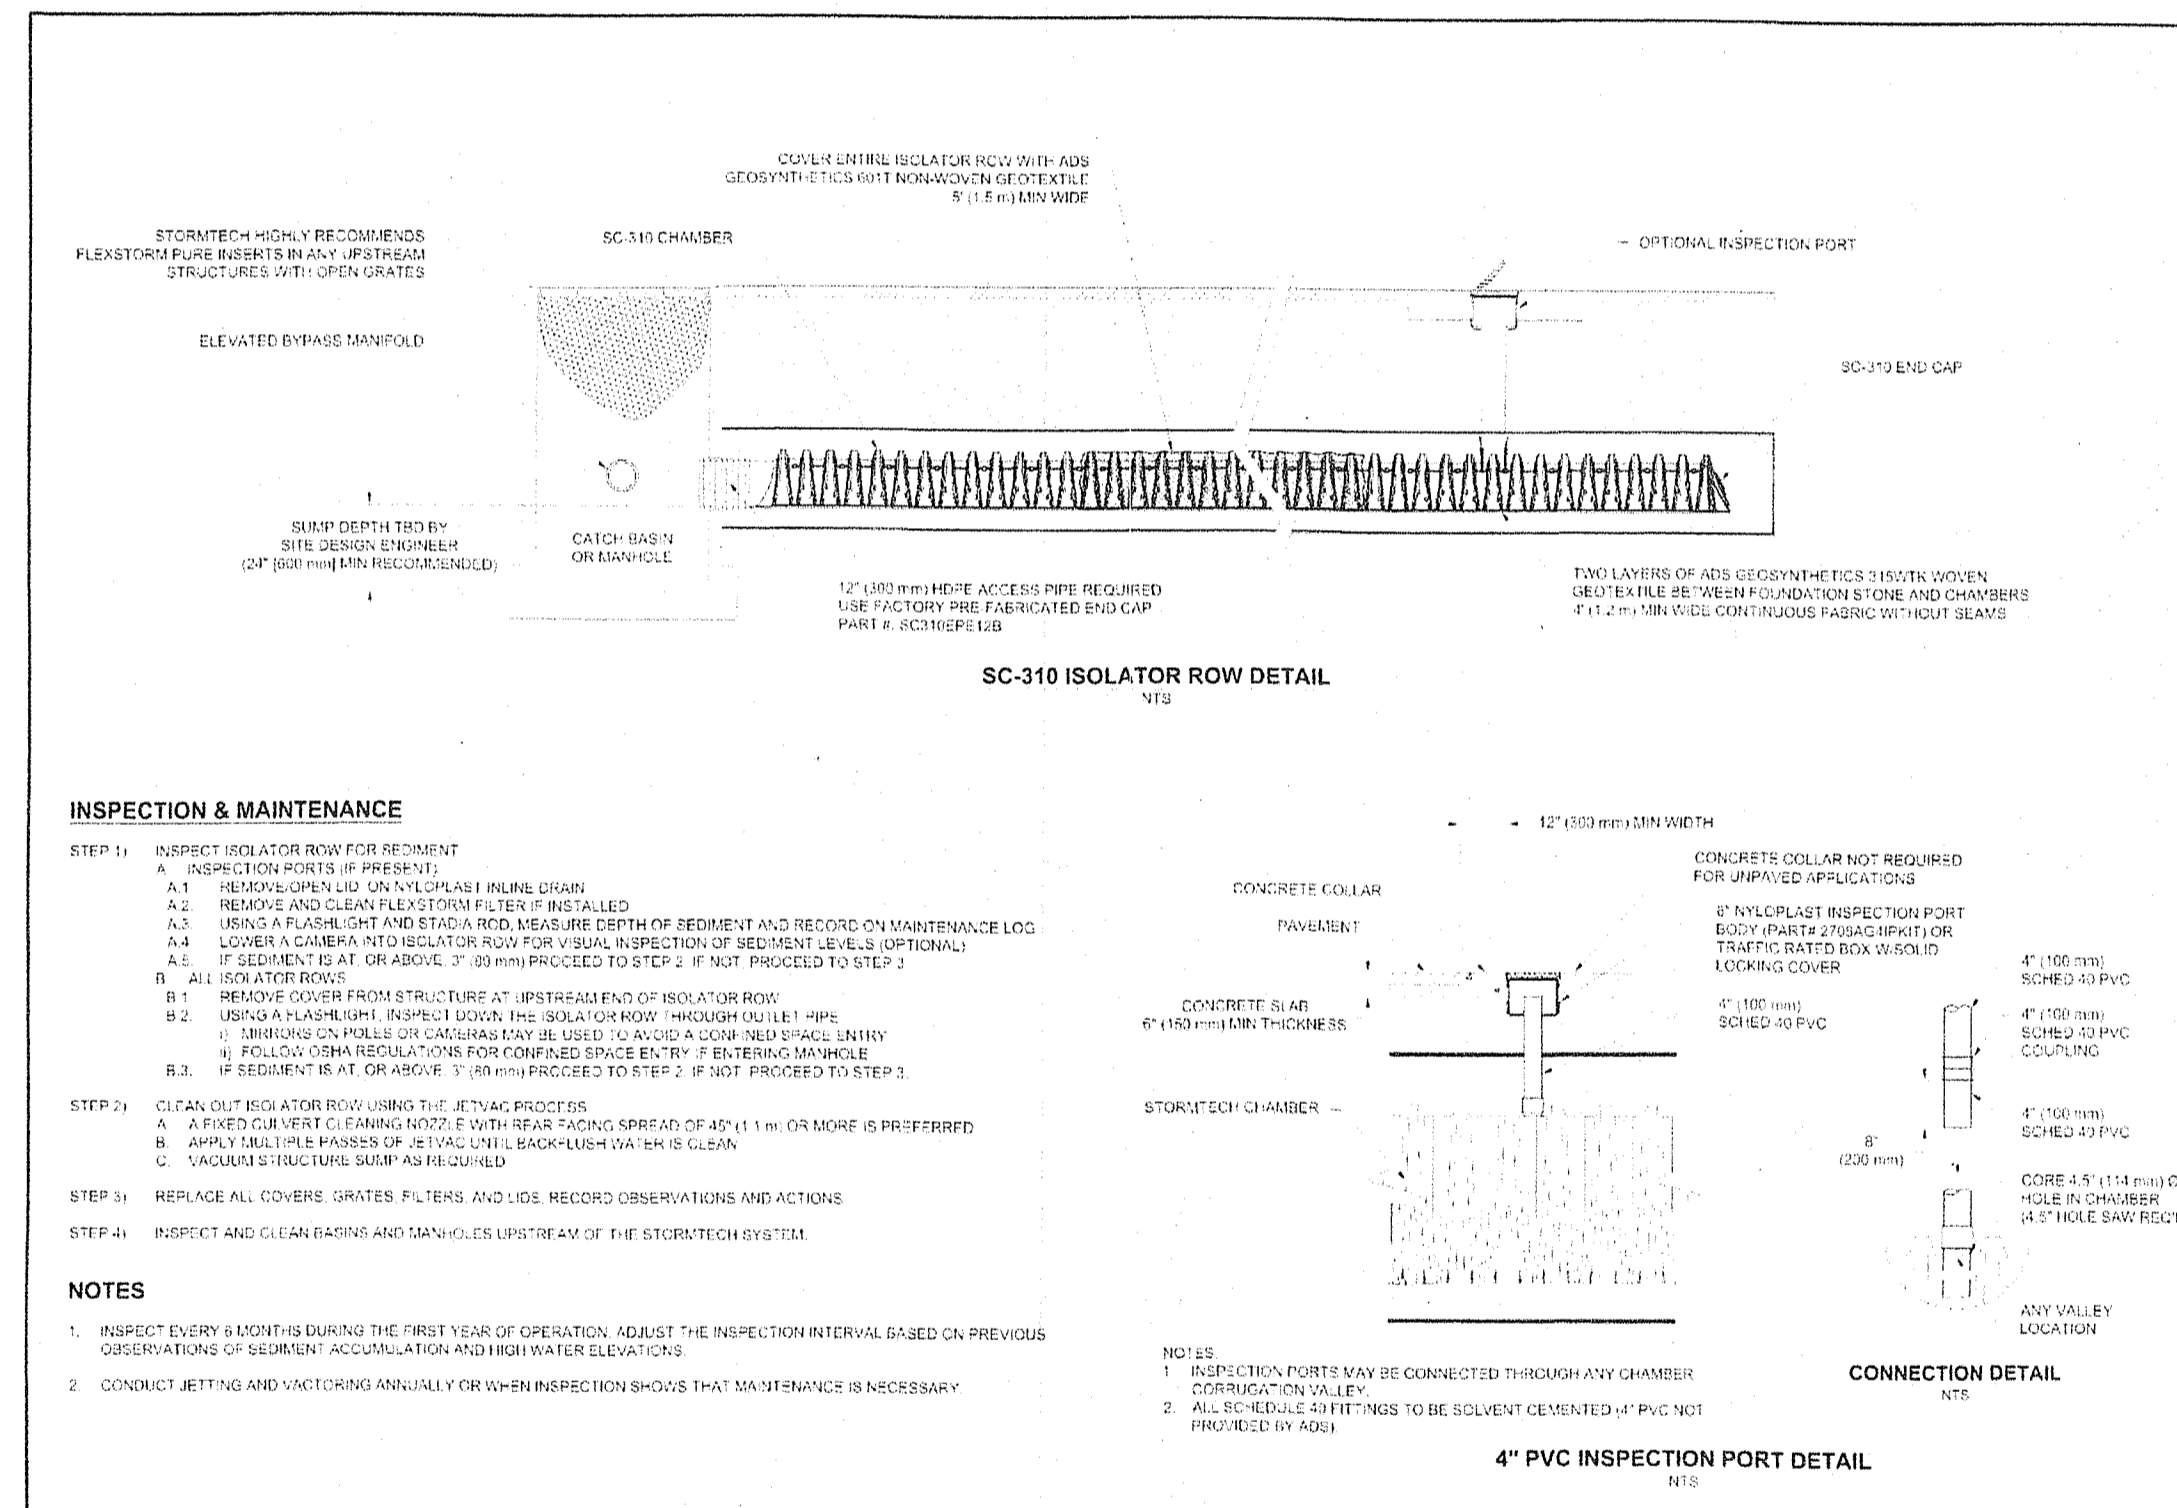 COVER ENTIRE ISOLATOR ROW WITH ADS
GEOSYNTHETICS 601T NON-WOVEN GEOTEXTILE
5' (1.5 m) MIN WIDE
STORMTECH HIGHLY RECOMMENDS
FLEXSTORM PURE INSERTS IN ANY UPSTREAM
STRUCTURES WITH OPEN GRATES
SC-310 CHAMBER
OPTIONAL INSPECTION PORT
ELEVATED BYPASS MANIFOLD
SC-310 END CAP
SUMP DEPTH TBD BY
SITE DESIGN ENGINEER
(24" [600 mm] MIN RECOMMENDED)
CATCH BASIN
OR MANHOLE
12" (300 mm) HDPE ACCESS PIPE REQUIRED
USE FACTORY PRE-FABRICATED END CAP
PART #: SC310EPE12B
TWO LAYERS OF ADS GEOSYNTHETICS 315WTK WOVEN
GEOTEXTILE BETWEEN FOUNDATION STONE AND CHAMBERS
4' (1.2 m) MIN WIDE CONTINUOUS FABRIC WITHOUT SEAMS
SC-310 ISOLATOR ROW DETAIL
NTS
INSPECTION & MAINTENANCE
STEP 1) INSPECT ISOLATOR ROW FOR SEDIMENT
A. INSPECTION PORTS (IF PRESENT)
A.1. REMOVE/OPEN LID ON NYLOPLAST INLINE DRAIN
A.2. REMOVE AND CLEAN FLEXSTORM FILTER IF INSTALLED
A.3. USING A FLASHLIGHT AND STADIA ROD, MEASURE DEPTH OF SEDIMENT AND RECORD ON MAINTENANCE LOG
A.4. LOWER A CAMERA INTO ISOLATOR ROW FOR VISUAL INSPECTION OF SEDIMENT LEVELS (OPTIONAL)
A.5. IF SEDIMENT IS AT, OR ABOVE, 3" (80 mm) PROCEED TO STEP 2. IF NOT, PROCEED TO STEP 3.
B. ALL ISOLATOR ROWS
B.1. REMOVE COVER FROM STRUCTURE AT UPSTREAM END OF ISOLATOR ROW
B.2. USING A FLASHLIGHT, INSPECT DOWN THE ISOLATOR ROW THROUGH OUTLET PIPE
i) MIRRORS ON POLES OR CAMERAS MAY BE USED TO AVOID A CONFINED SPACE ENTRY
ii) FOLLOW OSHA REGULATIONS FOR CONFINED SPACE ENTRY IF ENTERING MANHOLE
B.3. IF SEDIMENT IS AT, OR ABOVE, 3" (80 mm) PROCEED TO STEP 2. IF NOT, PROCEED TO STEP 3.
STEP 2) CLEAN OUT ISOLATOR ROW USING THE JETVAC PROCESS
A. A FIXED CULVERT CLEANING NOZZLE WITH REAR FACING SPREAD OF 45" (1.1 m) OR MORE IS PREFERRED
B. APPLY MULTIPLE PASSES OF JETVAC UNTIL BACKFLUSH WATER IS CLEAN
C. VACUUM STRUCTURE SUMP AS REQUIRED
STEP 3) REPLACE ALL COVERS, GRATES, FILTERS, AND LIDS; RECORD OBSERVATIONS AND ACTIONS.
STEP 4) INSPECT AND CLEAN BASINS AND MANHOLES UPSTREAM OF THE STORMTECH SYSTEM.
NOTES
1. INSPECT EVERY 6 MONTHS DURING THE FIRST YEAR OF OPERATION. ADJUST THE INSPECTION INTERVAL BASED ON PREVIOUS
OBSERVATIONS OF SEDIMENT ACCUMULATION AND HIGH WATER ELEVATIONS.
2. CONDUCT JETTING AND VACTORING ANNUALLY OR WHEN INSPECTION SHOWS THAT MAINTENANCE IS NECESSARY.
12" (300 mm) MIN WIDTH
CONCRETE COLLAR NOT REQUIRED
FOR UNPAVED APPLICATIONS
CONCRETE COLLAR
PAVEMENT
8" NYLOPLAST INSPECTION PORT
BODY (PART# 2708AG4IPKIT) OR
TRAFFIC RATED BOX W/SOLID
LOCKING COVER
CONCRETE SLAB
6" (150 mm) MIN THICKNESS
4" (100 mm)
SCHED 40 PVC
STORMTECH CHAMBER
4" (100 mm)
SCHED 40 PVC
4" (100 mm)
SCHED 40 PVC
COUPLING
4" (100 mm)
SCHED 40 PVC
8"
(200 mm)
CORE 4.5" (114 mm) Ø
HOLE IN CHAMBER
(4.5" HOLE SAW REQ'
ANY VALLEY
LOCATION
CONNECTION DETAIL
NTS
NOTES:
1. INSPECTION PORTS MAY BE CONNECTED THROUGH ANY CHAMBER
CORRUGATION VALLEY.
2. ALL SCHEDULE 40 FITTINGS TO BE SOLVENT CEMENTED (4" PVC NOT
PROVIDED BY ADS).
4" PVC INSPECTION PORT DETAIL
NTS